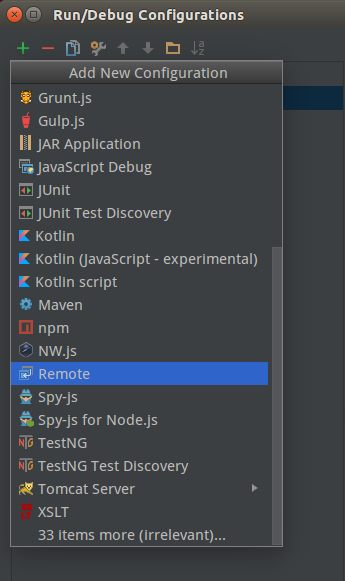 Run/Debug Configurations
Add New Configuration
Grunt.js
Gulp.js
JAR Application
JavaScript Debug
JUnit
JUnit Test Discovery
Kotlin
Kotlin (JavaScript - experimental)
Kotlin script
Maven
npm
NW.js
Remote
Spy-js
Spy-js for Node.js
TestNG
TestNG Test Discovery
Tomcat Server
XSLT
33 items more (irrelevant)...